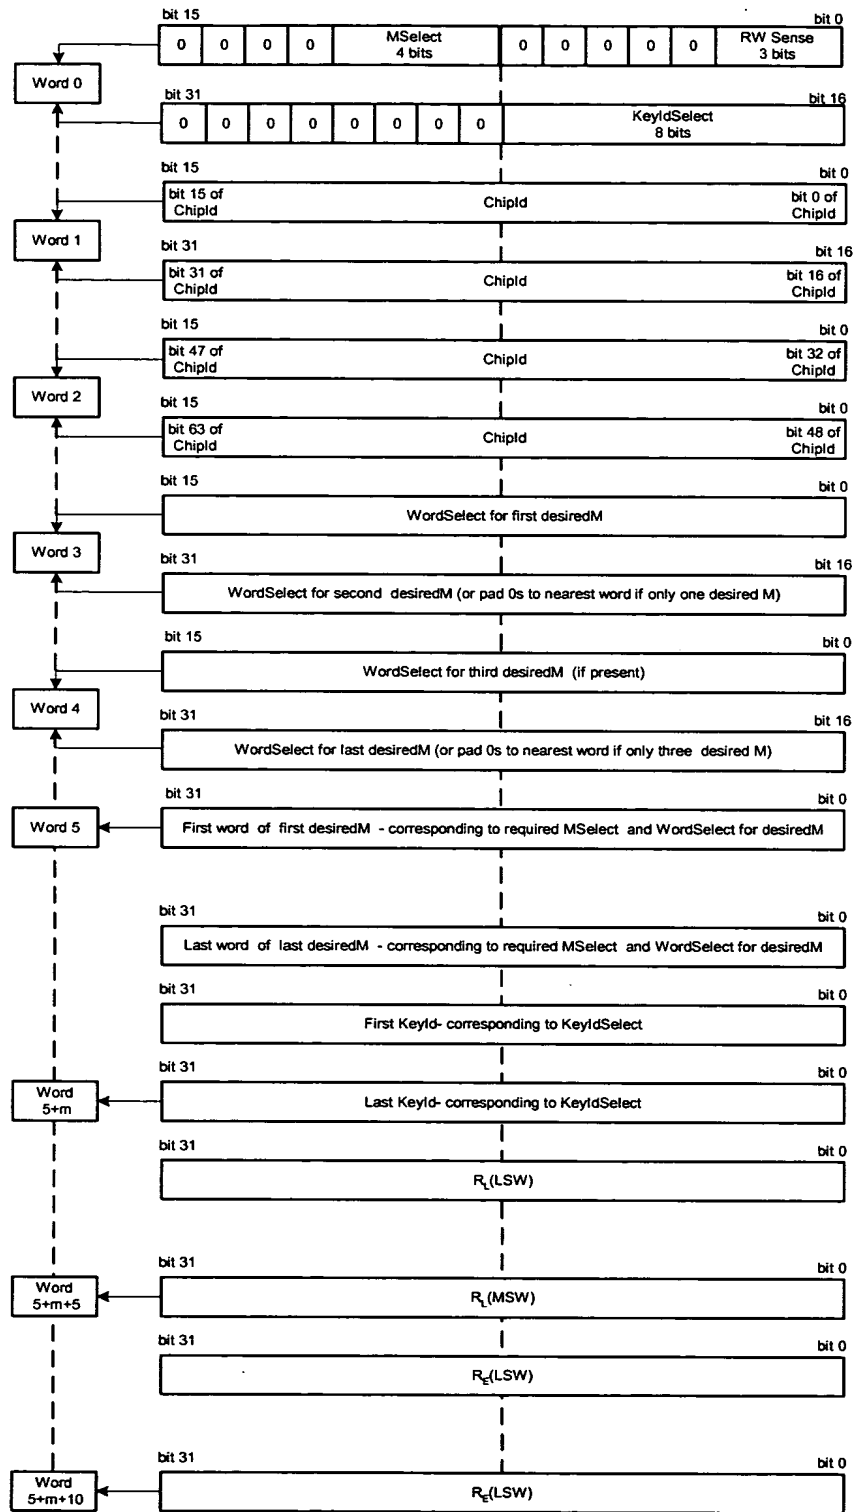 bit 15
bit 0
0 0 0 0 MSelect 4 bits 0 0 0 0 0 RW Sense 3 bits
Word 0
bit 31
bit 16
0 0 0 0 0 0 0 0 KeyIdSelect 8 bits
bit 15
bit 0
bit 15 of ChipId
ChipId
bit 0 of ChipId
Word 1
bit 31
bit 16
bit 31 of ChipId
ChipId
bit 16 of ChipId
bit 15
bit 0
bit 47 of ChipId
ChipId
bit 32 of ChipId
Word 2
bit 15
bit 0
bit 63 of ChipId
ChipId
bit 48 of ChipId
bit 15
bit 0
WordSelect for first desiredM
Word 3
bit 31
bit 16
WordSelect for second desiredM (or pad 0s to nearest word if only one desired M)
bit 15
bit 0
WordSelect for third desiredM (if present)
Word 4
bit 31
bit 16
WordSelect for last desiredM (or pad 0s to nearest word if only three desired M)
bit 31
bit 0
Word 5
First word of first desiredM - corresponding to required MSelect and WordSelect for desiredM
bit 31
bit 0
Last word of last desiredM - corresponding to required MSelect and WordSelect for desiredM
bit 31
bit 0
First KeyId- corresponding to KeyIdSelect
bit 31
bit 0
Word
5+m
Last KeyId- corresponding to KeyIdSelect
bit 31
bit 0
RL(LSW)
bit 31
bit 0
Word
5+m+5
RL(MSW)
bit 31
bit 0
RE(LSW)
bit 31
bit 0
Word
5+m+10
RE(LSW)